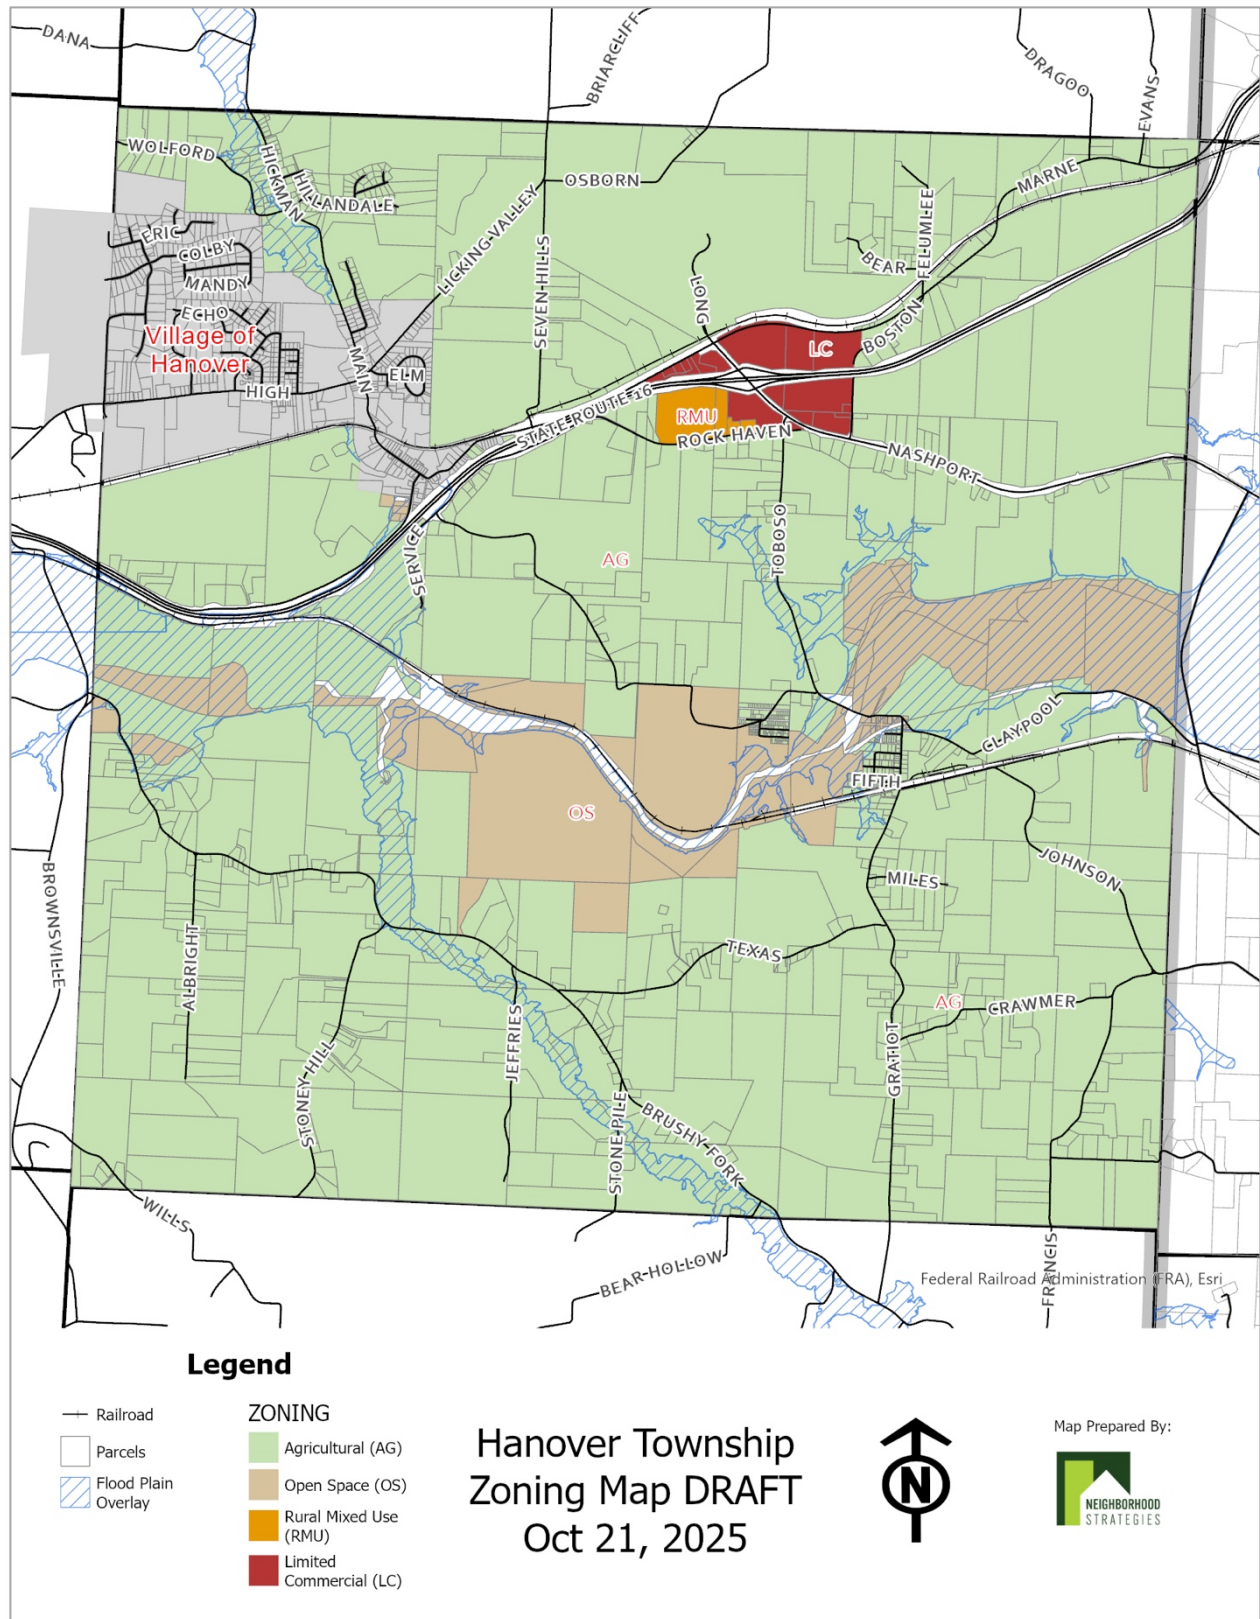 DANA
BRIARCLIFF
DRAGOO
EVANS
WOLFORD
HICKMAN
HILLANDALE
OSBORN
MARNE
LICKING VALLEY
SEVEN HILLS
FELUMLEE
BEAR
LONG
BOSTON
ERIC
COLBY
MANDY
ECHO
Village of
Hanover
HIGH
MAIN
ELM
LC
STATE ROUTE 16
RMU
ROCK HAVEN
NASHPORT
TOBOSO
SERVICE
AG
CLAYPOOL
FIFTH
OS
JOHNSON
MILES
BROWNSVILLE
ALBRIGHT
TEXAS
AG
CRAWMER
JEFFRIES
GRATIOT
STONEY HILL
STONE PILE
BRUSHY FORK
WILLS
BEAR HOLLOW
FRANCIS
Federal Railroad Administration (FRA), Esri
Legend
Railroad
Parcels
Flood Plain
Overlay
ZONING
Agricultural (AG)
Open Space (OS)
Rural Mixed Use
(RMU)
Limited
Commercial (LC)
Hanover Township
Zoning Map DRAFT
Oct 21, 2025
N
Map Prepared By:
NEIGHBORHOOD
STRATEGIES